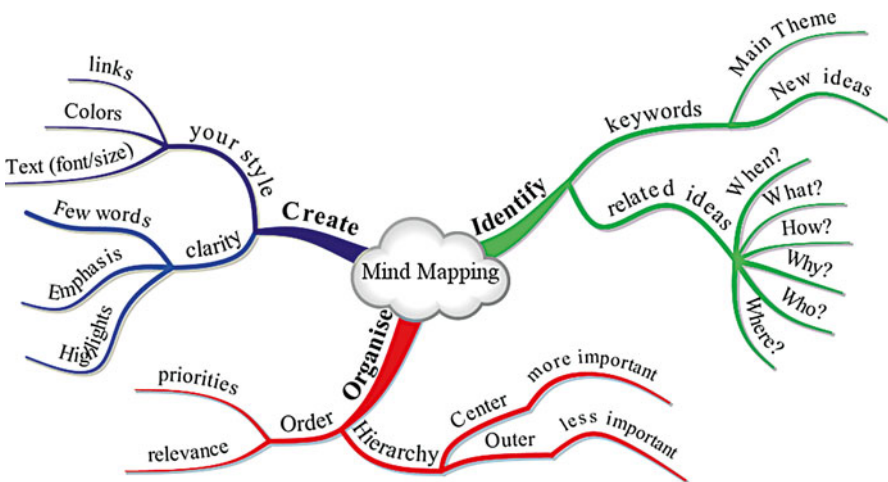 Mind Mapping
Create
your style
links
Colors
Text (font/size)
clarity
Few words
Emphasis
Highlights
Identify
keywords
Main Theme
New ideas
related ideas
When?
What?
How?
Why?
Who?
Where?
Organise
Order
priorities
relevance
Hierarchy
Center
more important
Outer
less important